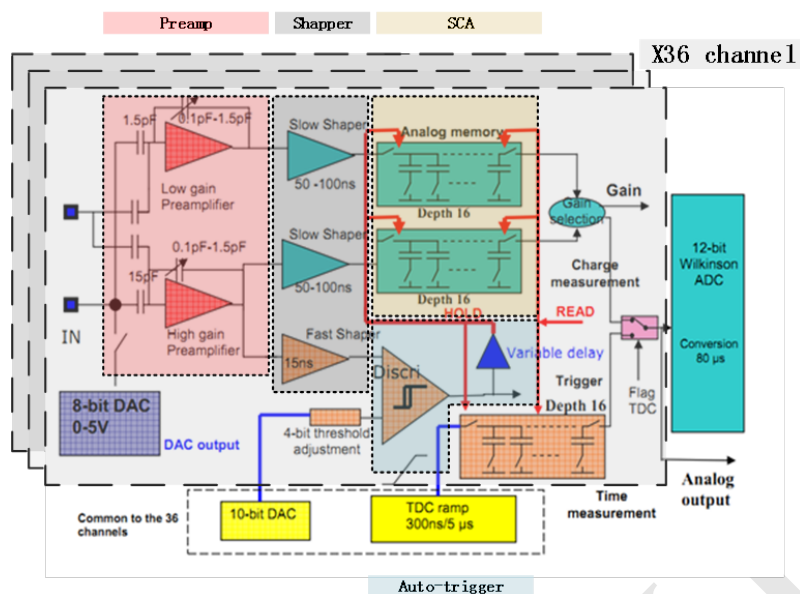 Preamp
Shapper
SCA
X36 channel
1.5pF
0.1pF-1.5pF
Low gain
Preamplifier
Slow Shaper
50 -100ns
Analog memory
Depth 16
Gain
Gain
selection
12-bit
Wilkinson
ADC
Conversion
80 µs
0.1pF-1.5pF
15pF
High gain
Preamplifier
IN
Slow Shaper
50-100ns
Depth 16
HOLD
READ
Charge
measurement
Fast Shaper
15ns
Discri
Variable delay
Trigger
Depth 16
Flag
TDC
8-bit DAC
0-5V
DAC output
4-bit threshold
adjustment
Analog
output
Time
measurement
Common to the 36
channels
10-bit DAC
TDC ramp
300ns/5 µs
Auto-trigger